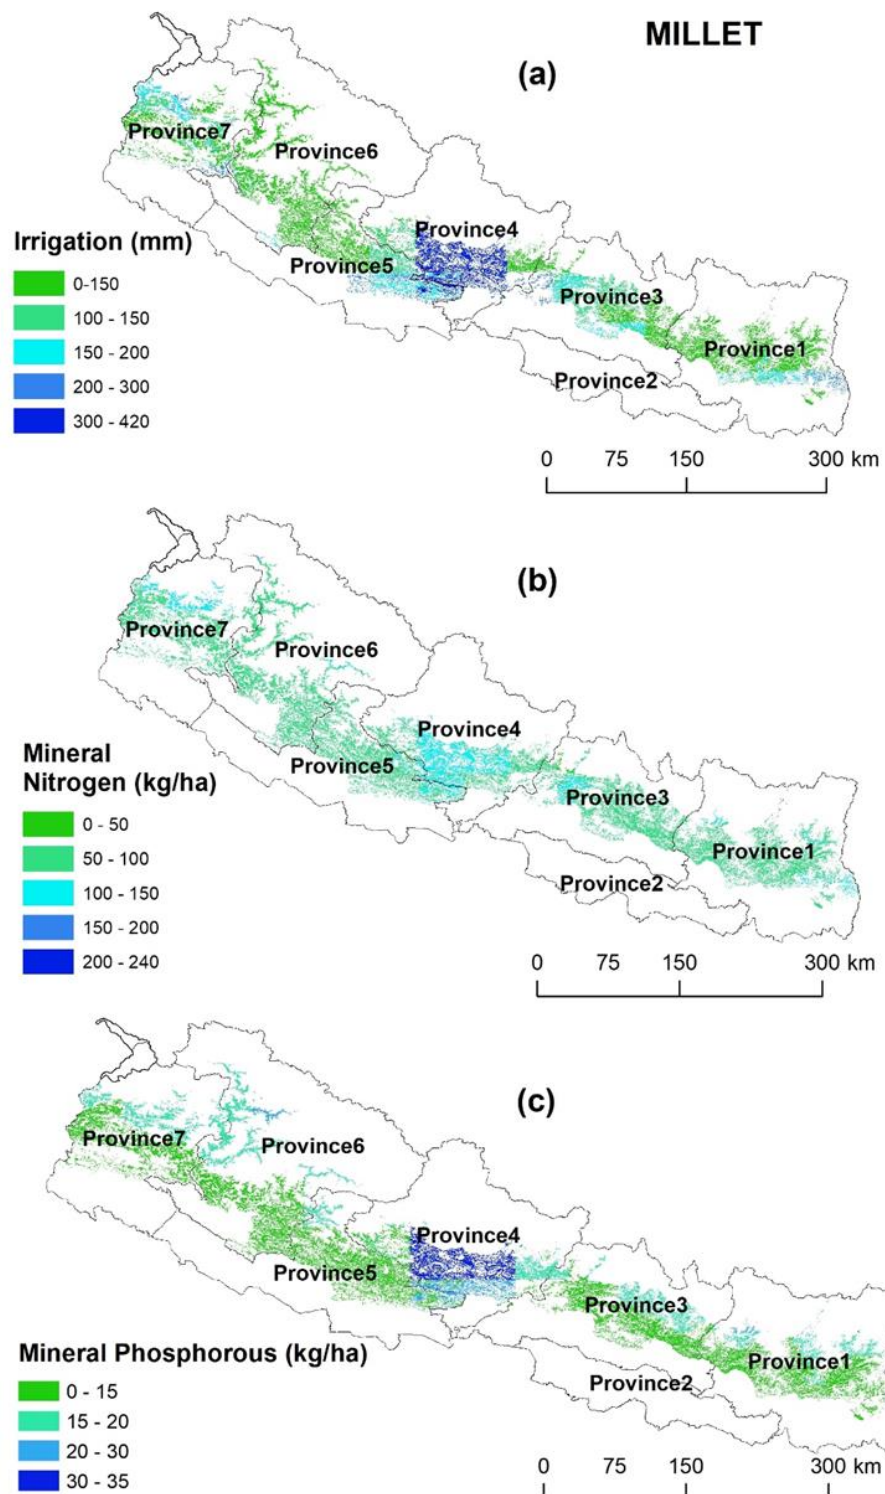 MILLET
(a)
Province7
Province6
Province4
Province5
Province3
Province1
Province2
Irrigation (mm)
0-150
100 - 150
150 - 200
200 - 300
300 - 420
0 75 150 300 km
(b)
Province7
Province6
Province4
Province5
Province3
Province1
Province2
Mineral
Nitrogen (kg/ha)
0 - 50
50 - 100
100 - 150
150 - 200
200 - 240
0 75 150 300 km
(c)
Province7
Province6
Province4
Province5
Province3
Province1
Province2
Mineral Phosphorous (kg/ha)
0 - 15
15 - 20
20 - 30
30 - 35
0 75 150 300 km